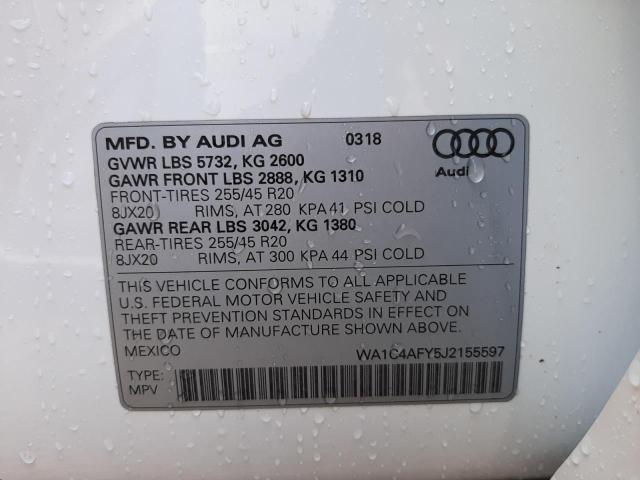 MFD. BY AUDI AG 0318
GVWR LBS 5732, KG 2600
GAWR FRONT LBS 2888, KG 1310
Audi
FRONT-TIRES 255/45 R20
8JX20 RIMS, AT 280 KPA 41 PSI COLD
GAWR REAR LBS 3042, KG 1380
REAR-TIRES 255/45 R20
8JX20 RIMS, AT 300 KPA 44 PSI COLD
THIS VEHICLE CONFORMS TO ALL APPLICABLE
U.S. FEDERAL MOTOR VEHICLE SAFETY AND
THEFT PREVENTION STANDARDS IN EFFECT ON
THE DATE OF MANUFACTURE SHOWN ABOVE.
MEXICO WA1C4AFY5J2155597
TYPE:
MPV